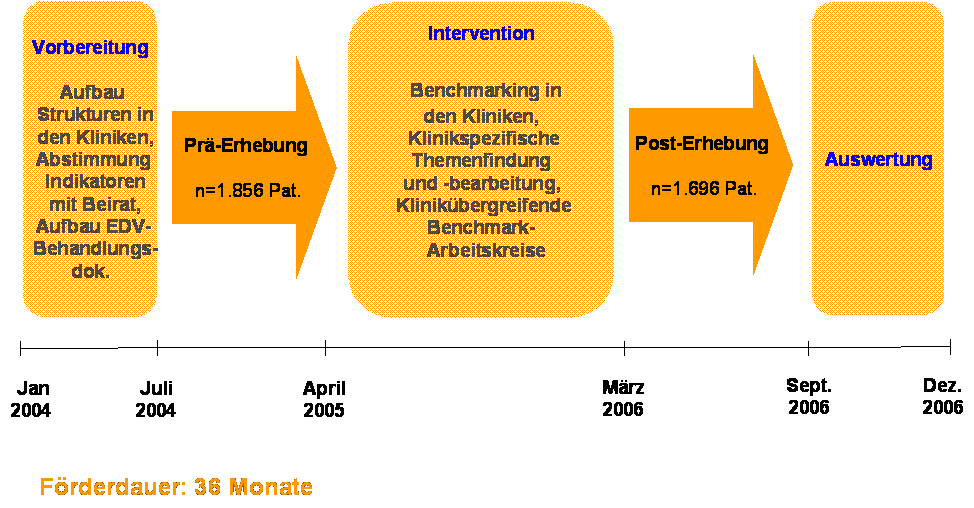 Vorbereitung
Aufbau
Strukturen in
den Kliniken,
Abstimmung
Indikatoren
mit Beirat,
Aufbau EDV-
Behandlungs-
dok.
Prä-Erhebung
n=1.856 Pat.
Intervention
Benchmarking in
den Kliniken,
Klinikspezifische
Themenfindung
und -bearbeitung,
Klinikübergreifende
Benchmark-
Arbeitskreise
Post-Erhebung
n=1.696 Pat.
Auswertung
Jan
2004
Juli
2004
April
2005
März
2006
Sept.
2006
Dez.
2006
Förderdauer: 36 Monate